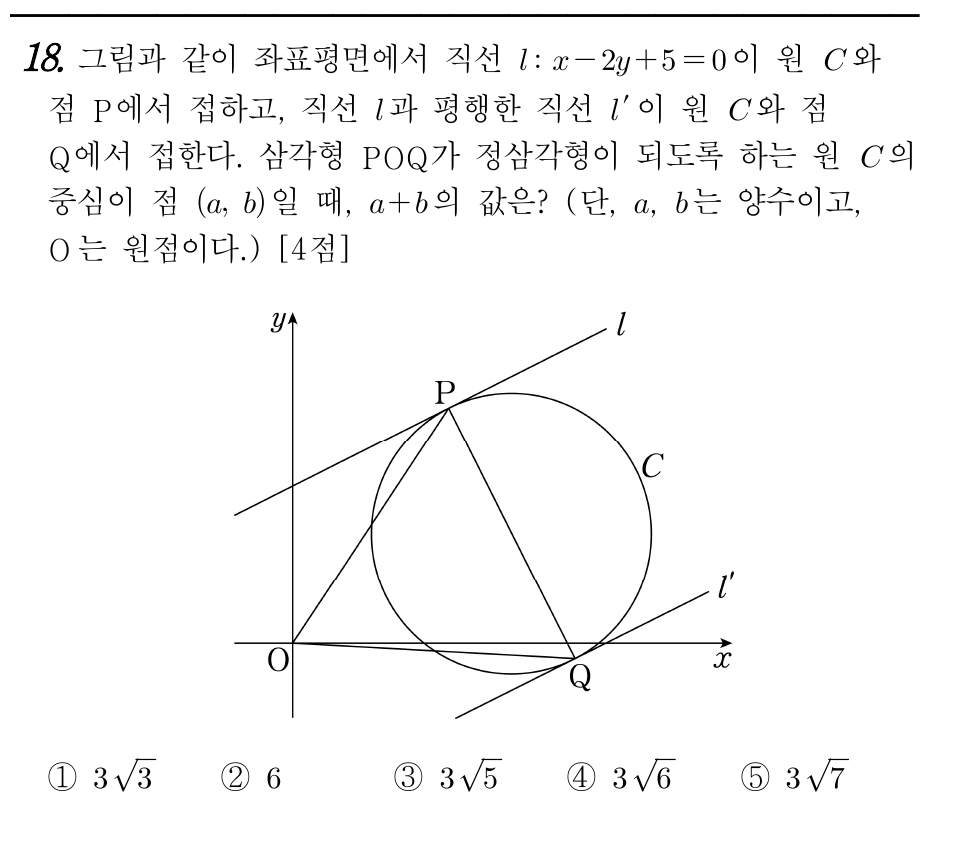 18. 그림과 같이 좌표평면에서 직선 l: x-2y+5=0이 원 C와
점 P에서 접하고, 직선 l과 평행한 직선 l′이 원 C와 점
Q에서 접한다. 삼각형 POQ가 정삼각형이 되도록 하는 원 C의
중심이 점 (a, b)일 때, a+b의 값은? (단, a, b는 양수이고,
O는 원점이다.) [4점]
y
l
P
C
l′
O
Q
x
① 3√3 ② 6 ③ 3√5 ④ 3√6 ⑤ 3√7